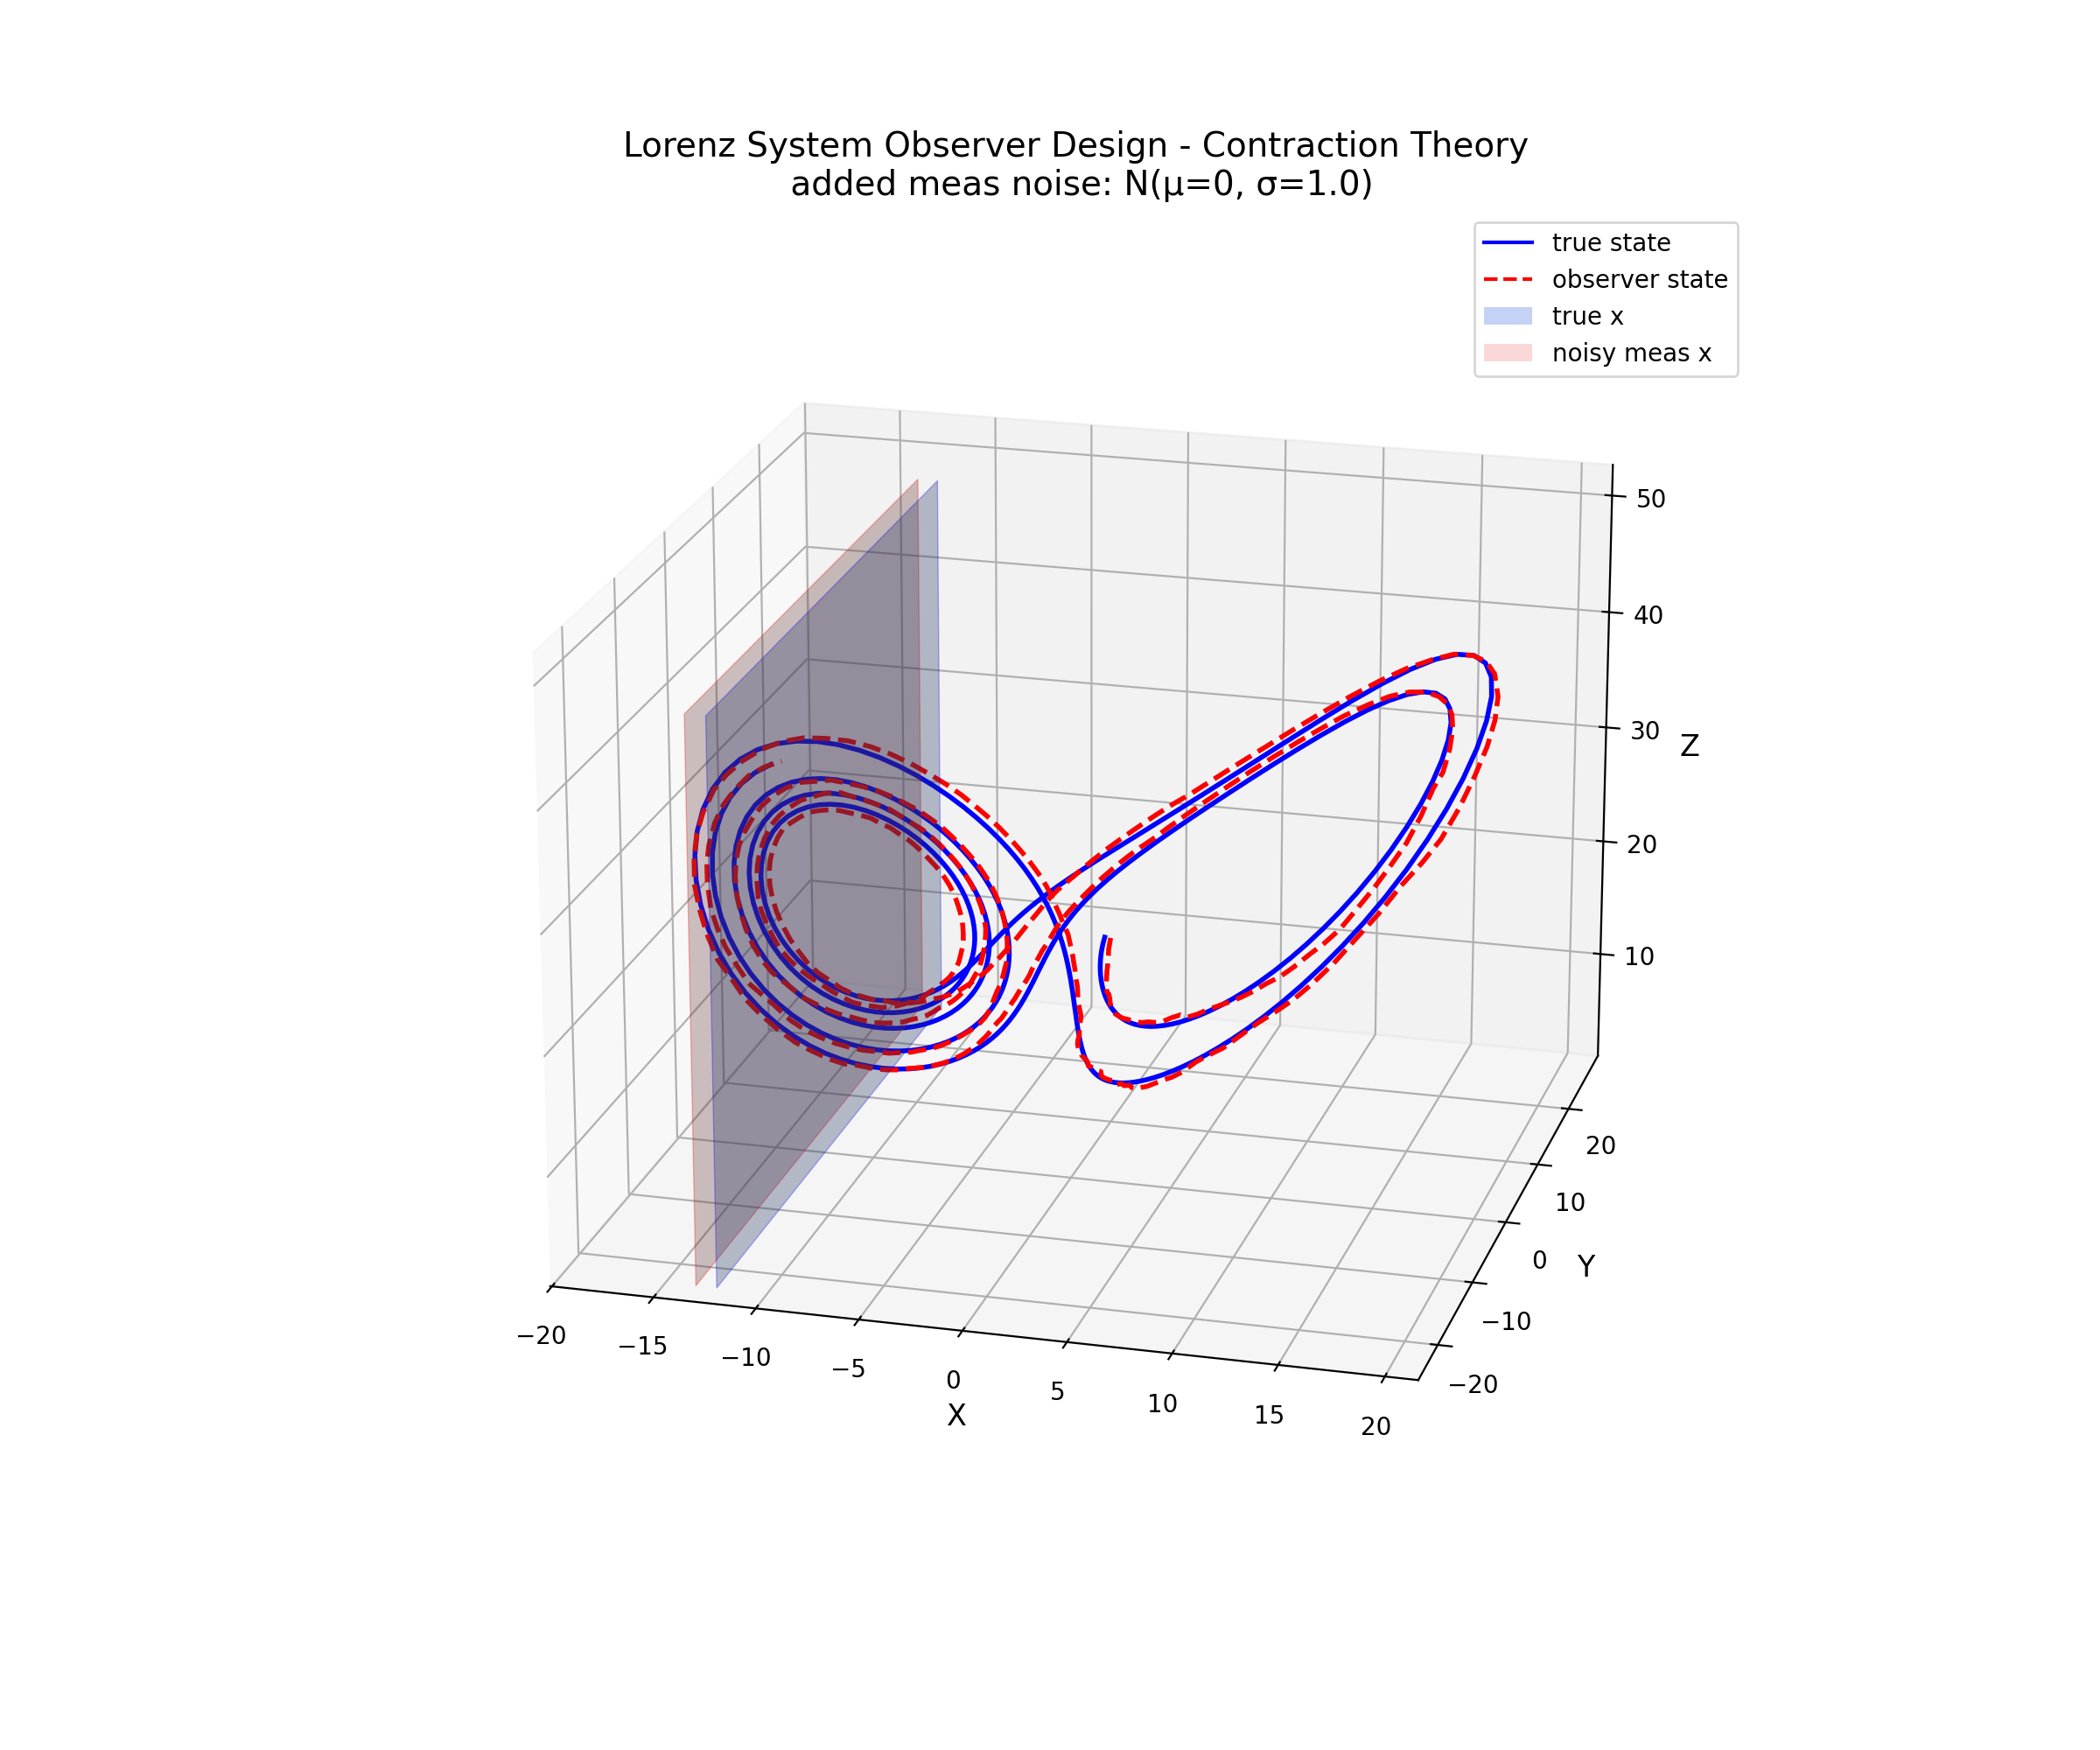 Lorenz System Observer Design - Contraction Theory
added meas noise: N(μ=0, σ=1.0)
true state
observer state
true x
noisy meas x
50
40
30
Z
20
10
20
10
0
Y
−10
−20
−20
−15
−10
−5
0
5
10
15
20
X